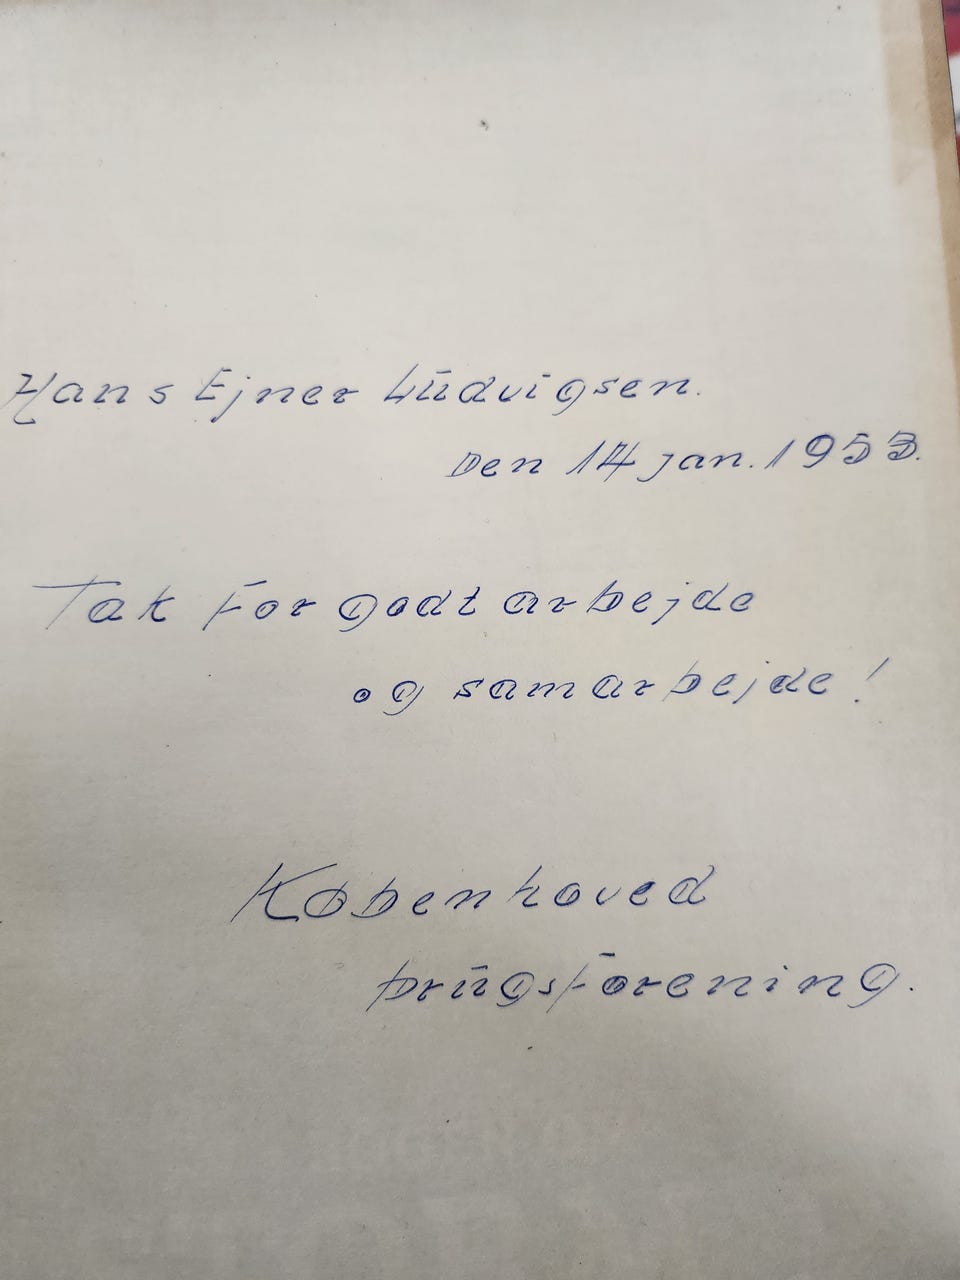 Hans Ejner Ludvigsen.
Den 14 jan. 1953.
Tak for godt arbejde
og samarbejde!
Københoved
brugsforening.